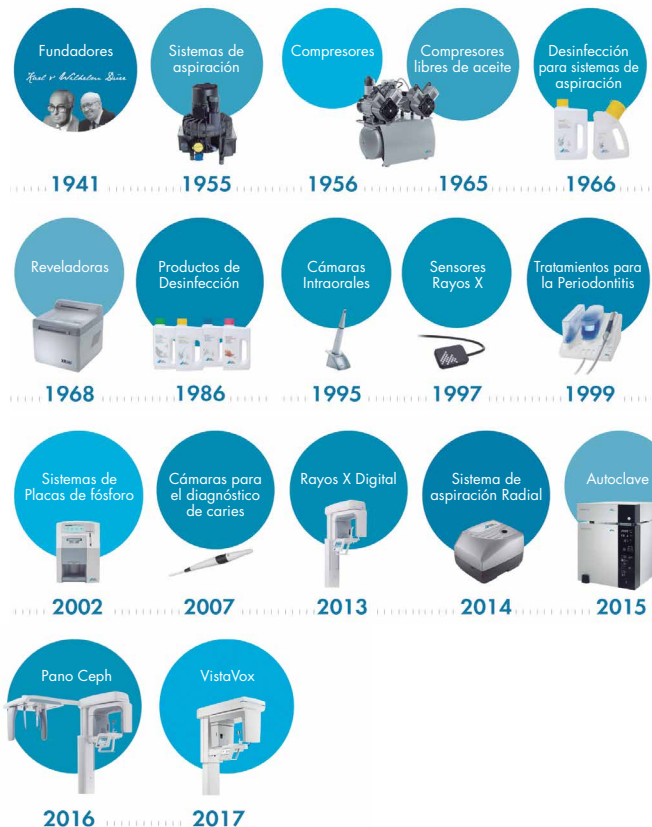 Fundadores
Karl & Wilhelm Dürr
1941
Sistemas de
aspiración
1955
Compresores
1956
Compresores
libres de aceite
1965
Desinfección
para sistemas de
aspiración
1966
Reveladoras
1968
Productos de
Desinfección
1986
Cámaras
Intraorales
1995
Sensores
Rayos X
1997
Tratamientos para
la Periodontitis
1999
Sistemas de
Placas de fósforo
2002
Cámaras para
el diagnóstico
de caries
2007
Rayos X Digital
2013
Sistema de
aspiración Radial
2014
Autoclave
2015
Pano Ceph
2016
VistaVox
2017